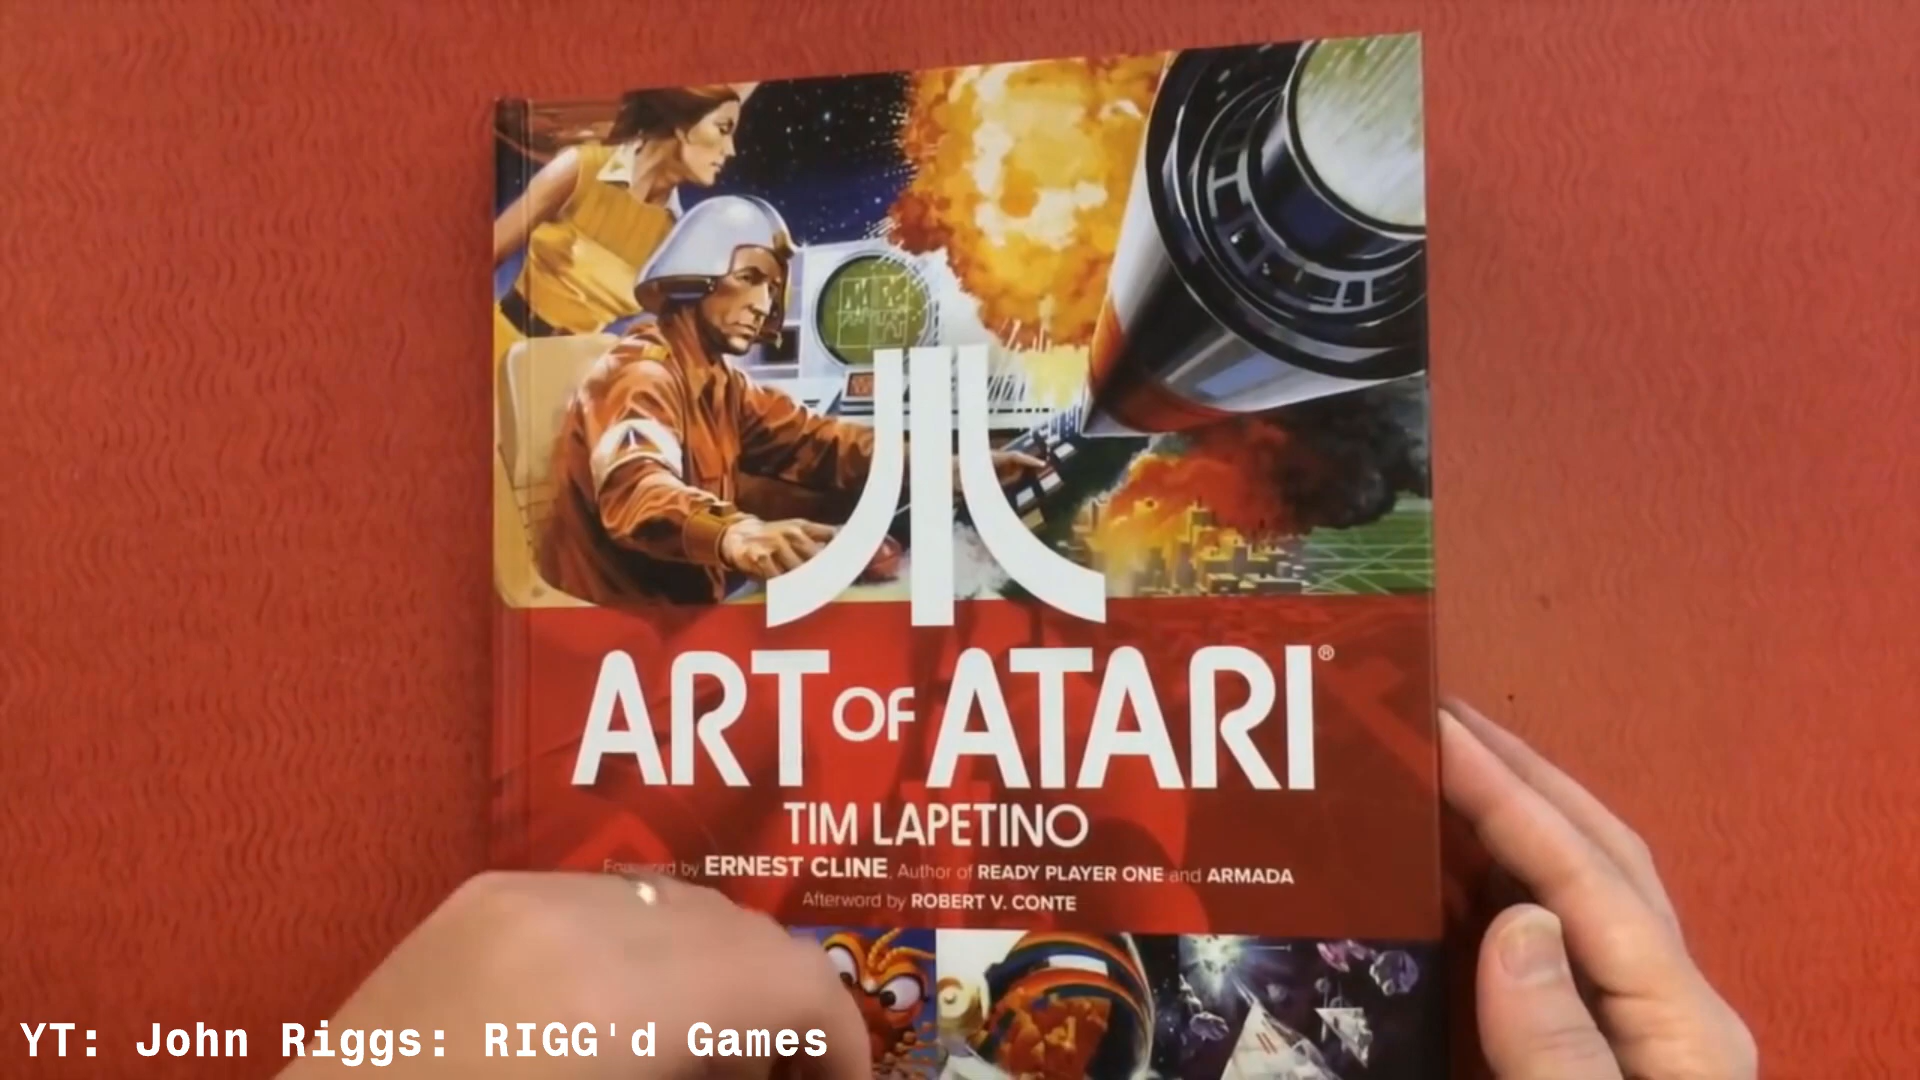 ART OF ATARI®
TIM LAPETINO
Foreword by ERNEST CLINE, Author of READY PLAYER ONE and ARMADA
Afterword by ROBERT V. CONTE
YT: John Riggs: RIGG'd Games